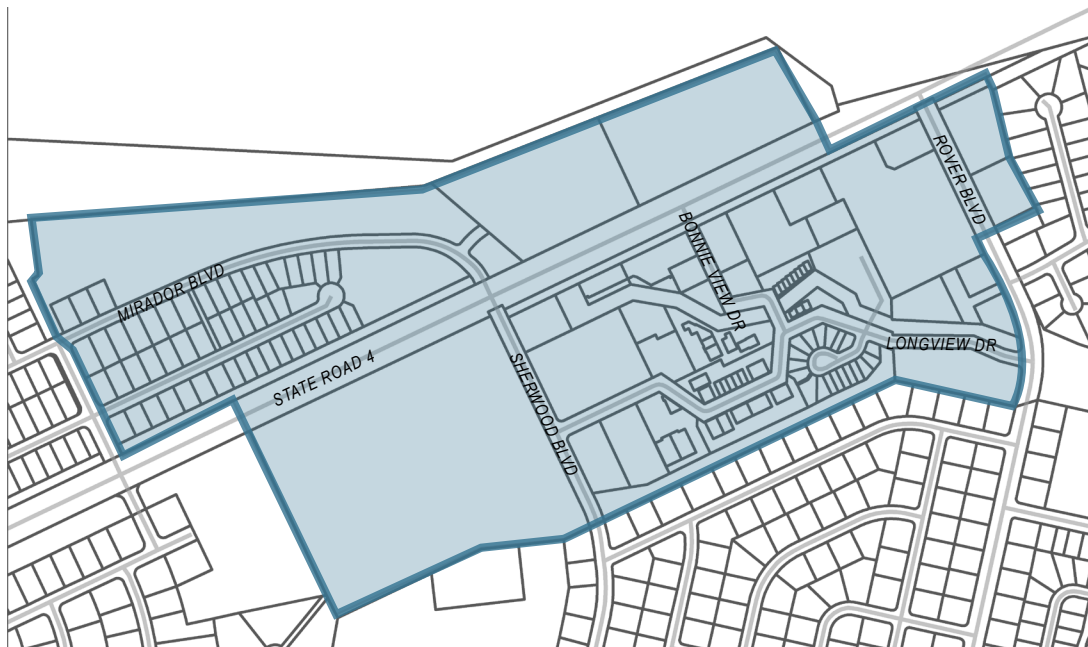 ROVER BLVD
BONNIE VIEW DR
MIRADOR BLVD
LONGVIEW DR
STATE ROAD 4
SHERWOOD BLVD